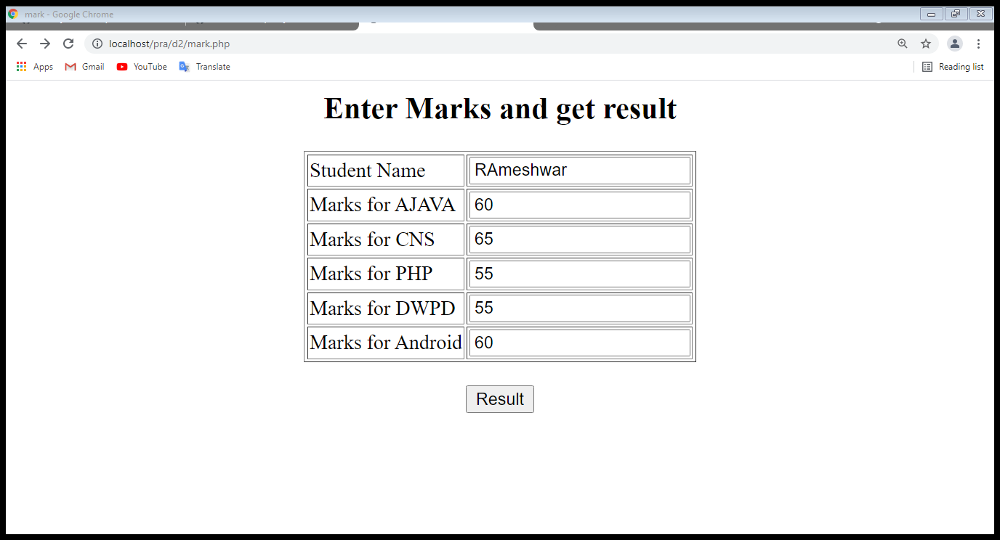 mark - Google Chrome
localhost/pra/d2/mark.php
Apps Gmail YouTube Translate Reading list
Enter Marks and get result
Student Name RAmeshwar
Marks for AJAVA 60
Marks for CNS 65
Marks for PHP 55
Marks for DWPD 55
Marks for Android 60
Result